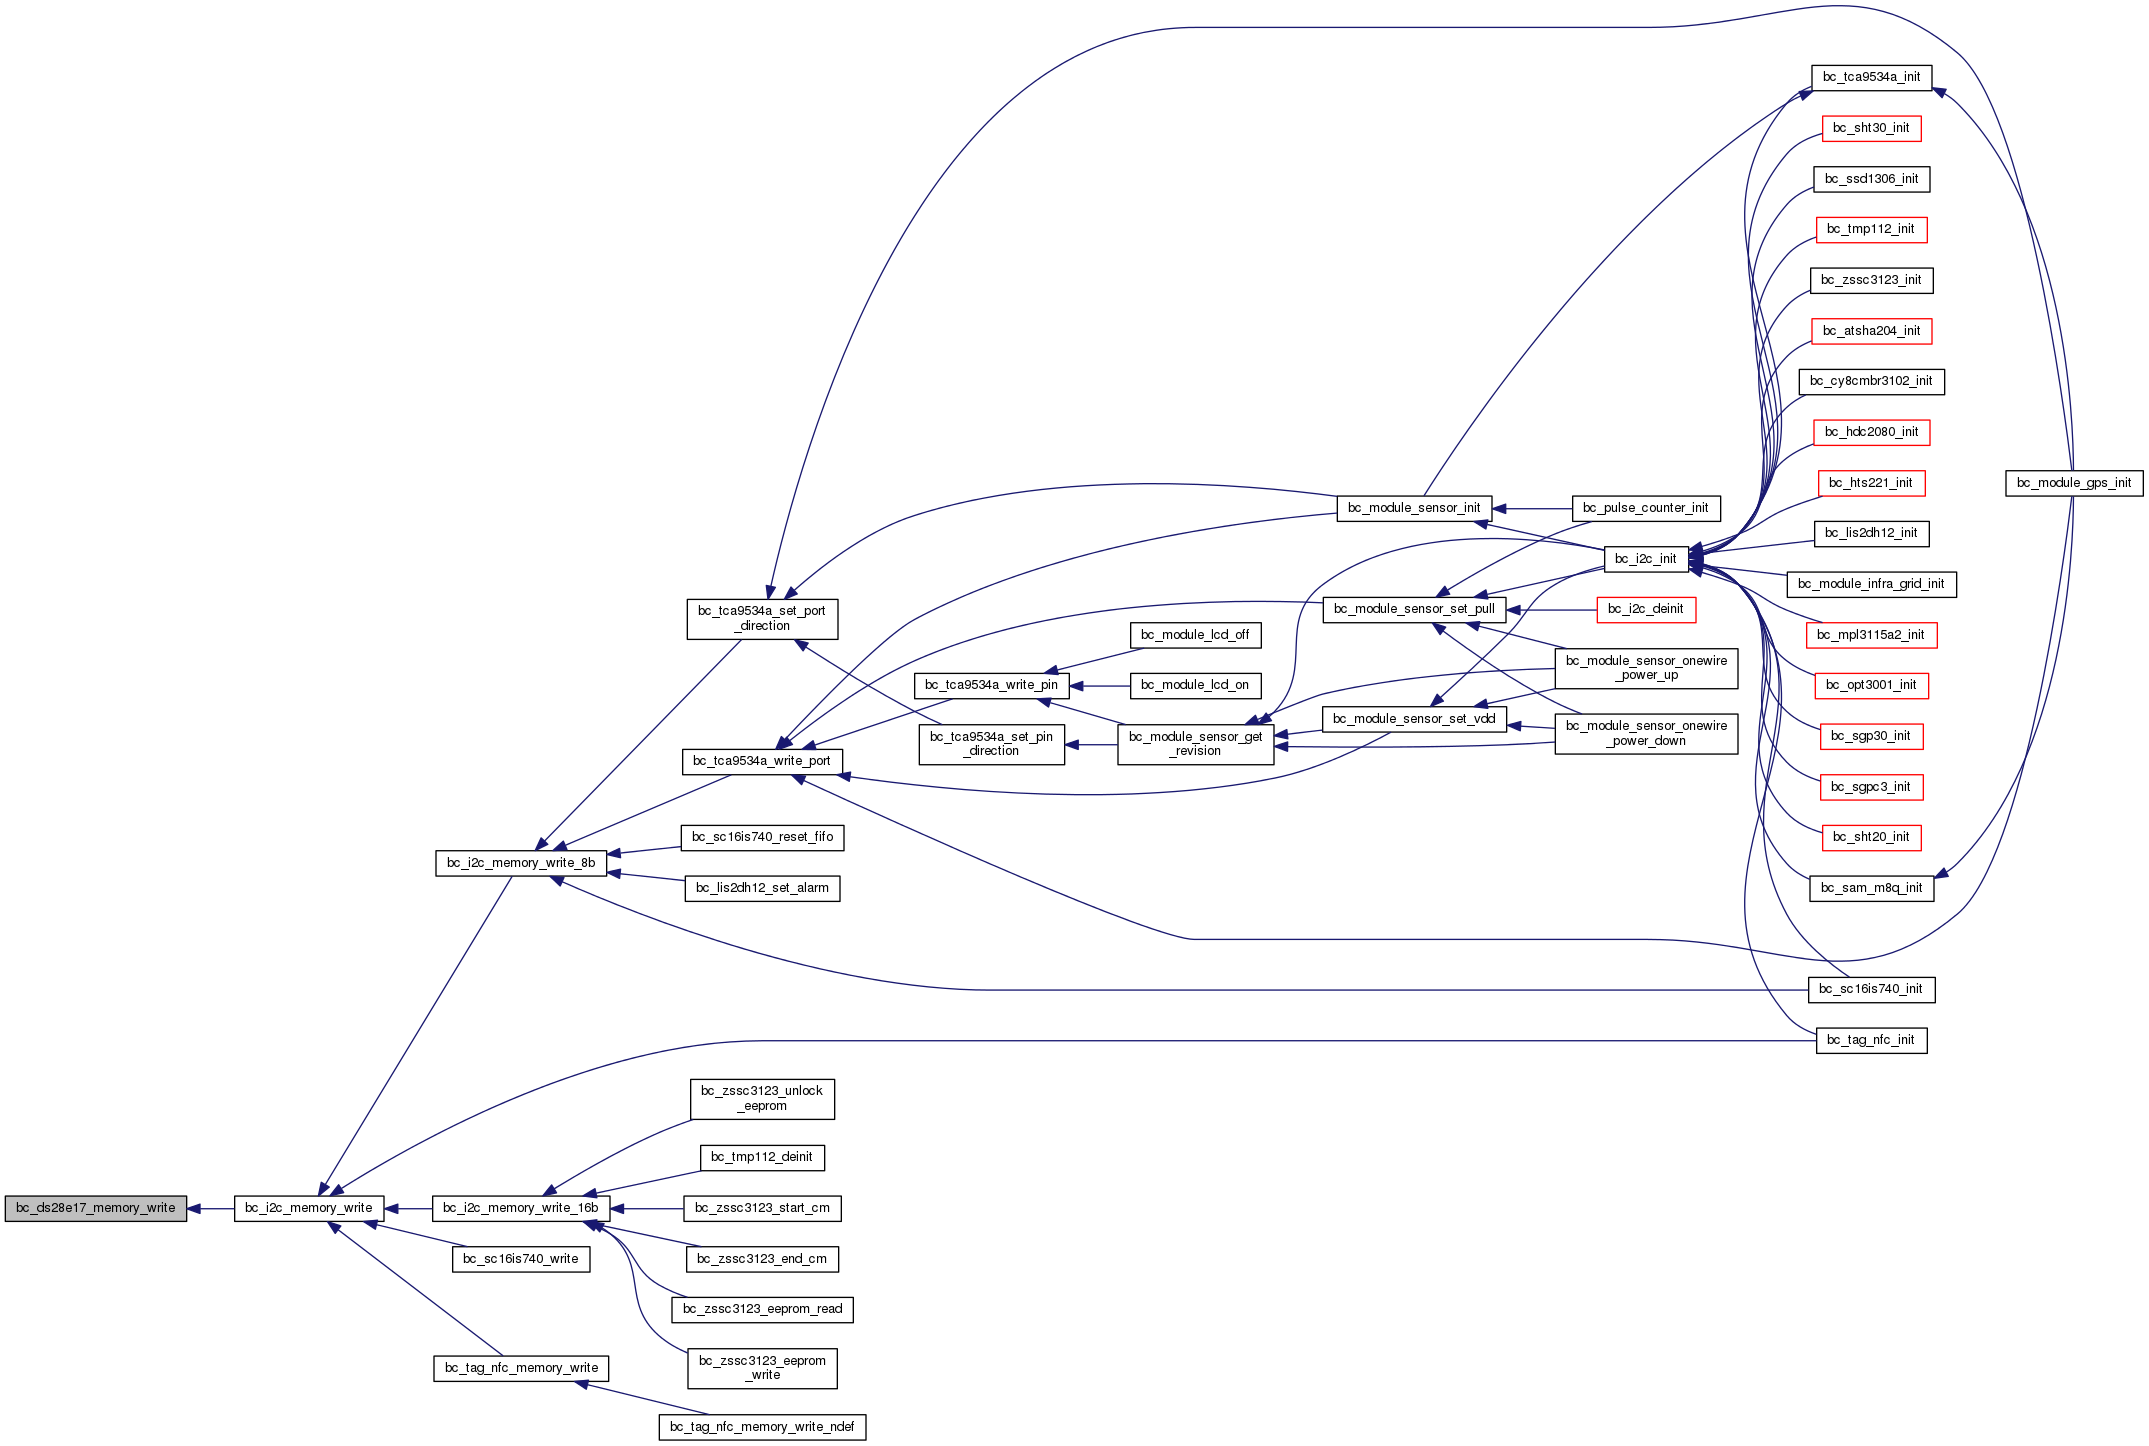 bc_ds28e17_memory_write
bc_i2c_memory_write
bc_i2c_memory_write_8b
bc_tca9534a_set_port
_direction
bc_module_gps_init
bc_module_sensor_init
bc_tca9534a_init
bc_pulse_counter_init
bc_i2c_init
bc_sht30_init
bc_ssd1306_init
bc_tmp112_init
bc_zssc3123_init
bc_atsha204_init
bc_cy8cmbr3102_init
bc_hdc2080_init
bc_hts221_init
bc_lis2dh12_init
bc_module_infra_grid_init
bc_mpl3115a2_init
bc_opt3001_init
bc_sgp30_init
bc_sgpc3_init
bc_sht20_init
bc_sam_m8q_init
bc_sc16is740_init
bc_tag_nfc_init
bc_module_sensor_set_pull
bc_i2c_deinit
bc_module_sensor_onewire
_power_up
bc_module_sensor_onewire
_power_down
bc_module_sensor_set_vdd
bc_module_lcd_off
bc_module_lcd_on
bc_tca9534a_write_pin
bc_module_sensor_get
_revision
bc_tca9534a_set_pin
_direction
bc_tca9534a_write_port
bc_sc16is740_reset_fifo
bc_lis2dh12_set_alarm
bc_zssc3123_unlock
_eeprom
bc_tmp112_deinit
bc_i2c_memory_write_16b
bc_zssc3123_start_cm
bc_zssc3123_end_cm
bc_zssc3123_eeprom_read
bc_zssc3123_eeprom
_write
bc_sc16is740_write
bc_tag_nfc_memory_write
bc_tag_nfc_memory_write_ndef